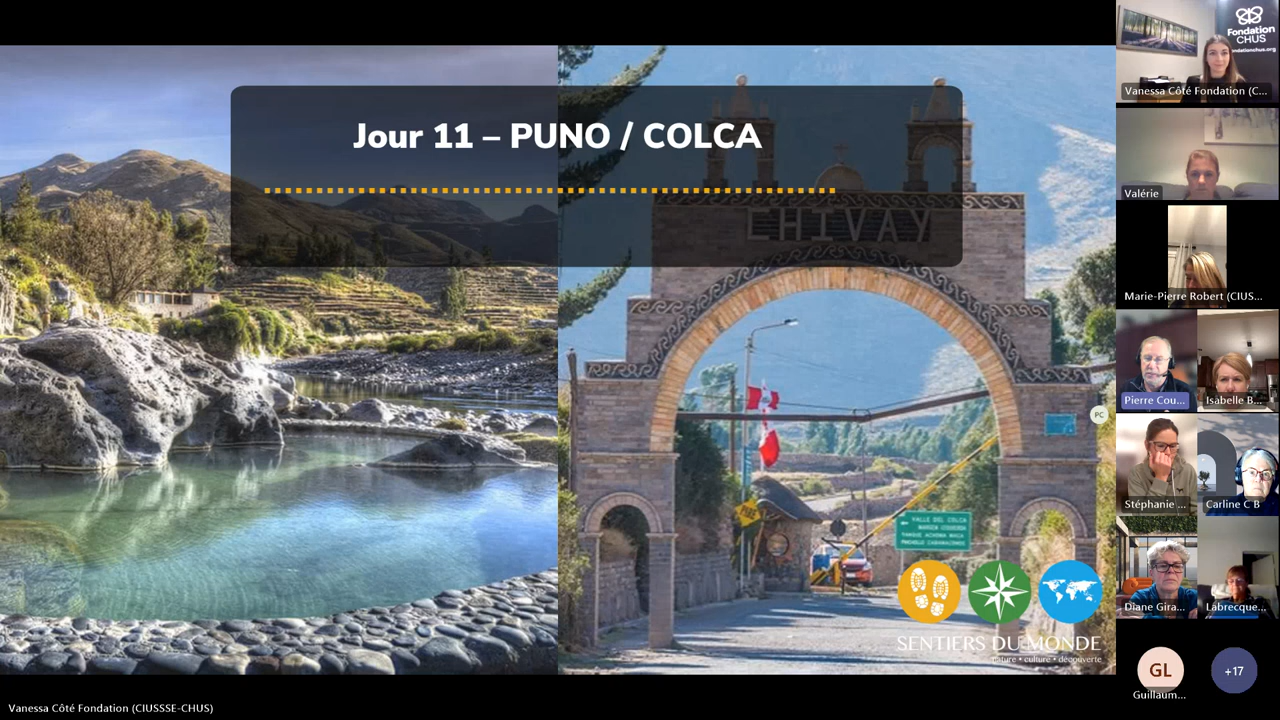 Jour 11 – PUNO / COLCA
CHIVAY
VALLE DEL COLCA
SENTIERS DU MONDE
nature • culture • découverte
PC
Vanessa Côté Fondation (CIUSSSE-CHUS)
Fondation
CHUS
Vanessa Côté Fondation (C...
Valérie
Marie-Pierre Robert (CIUS...
Pierre Cou...
Isabelle B...
Stéphanie ...
Carline C B
Diane Gira...
Labrecque...
GL
Guillaum...
+17